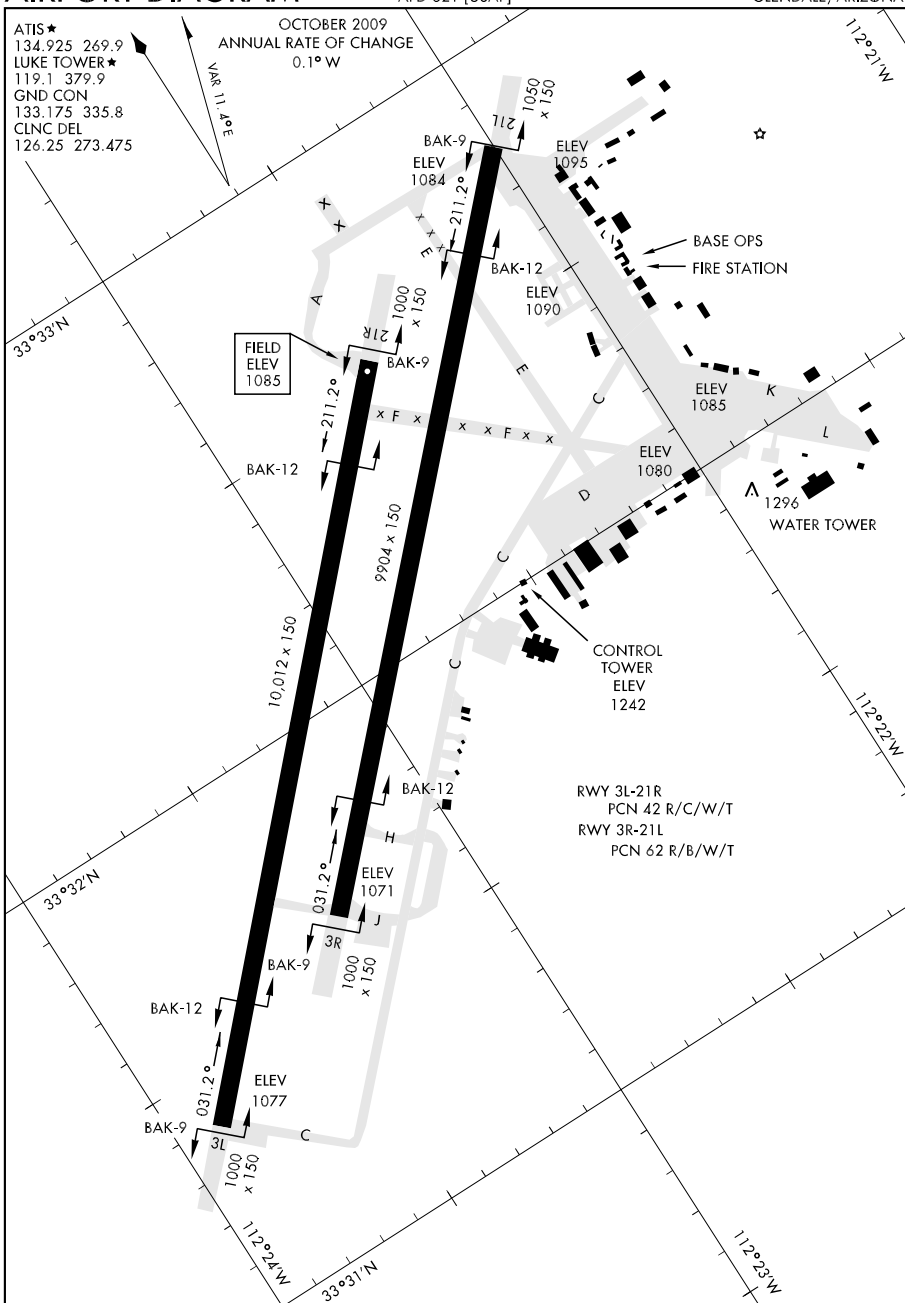 AIRPORT DIAGRAM
GLENDALE, ARIZONA
ATIS★
134.925 269.9
LUKE TOWER★
119.1 379.9
GND CON
133.175 335.8
CLNC DEL
126.25 273.475
VAR 11.4°E
OCTOBER 2009
ANNUAL RATE OF CHANGE
0.1° W
112°21'W
21L
1050
x 150
BAK-9
ELEV
1084
ELEV
1095
x
x
211.2°
x
x
x
E
BASE OPS
FIRE STATION
BAK-12
A
ELEV
1090
33°33'N
FIELD
ELEV
1085
21R
1000
x 150
BAK-9
E
C
ELEV
1085
K
L
211.2°
x F x x x F x x
BAK-12
ELEV
1080
D
1296
WATER TOWER
9904 x 150
C
10,012 x 150
C
CONTROL
TOWER
ELEV
1242
112°22'W
BAK-12
RWY 3L-21R
PCN 42 R/C/W/T
RWY 3R-21L
PCN 62 R/B/W/T
H
33°32'N
031.2°
ELEV
1071
J
3R
BAK-9
1000
x 150
BAK-12
031.2°
ELEV
1077
BAK-9
3L
C
1000
x 150
112°24'W
33°31'N
112°23'W